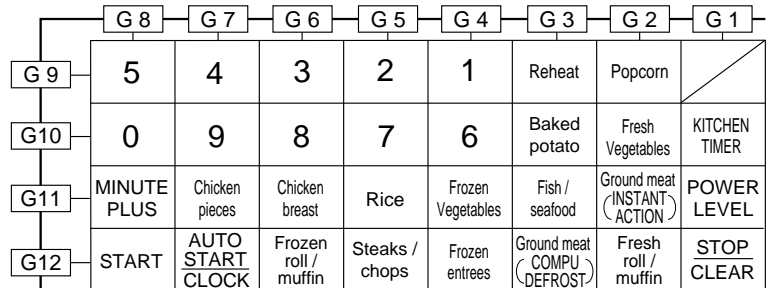 G 8 G 7 G 6 G 5 G 4 G 3 G 2 G 1
G 9 5 4 3 2 1 Reheat Popcorn
G10 0 9 8 7 6 Baked potato Fresh Vegetables KITCHEN TIMER
G11 MINUTE PLUS Chicken pieces Chicken breast Rice Frozen Vegetables Fish / seafood Ground meat (INSTANT ACTION) POWER LEVEL
G12 START AUTO START CLOCK Frozen roll / muffin Steaks / chops Frozen entrees Ground meat (COMPU DEFROST) Fresh roll / muffin STOP CLEAR